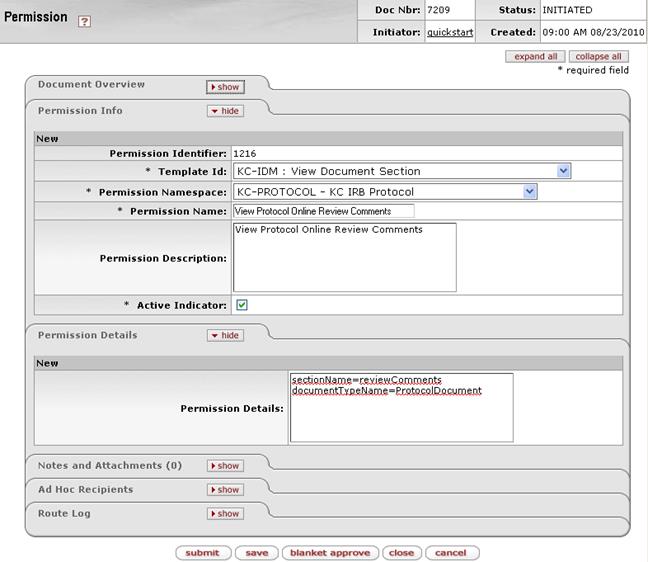 Permission ?
Doc Nbr: 7209 Status: INITIATED
Initiator: quickstart Created: 09:00 AM 08/23/2010
expand all collapse all
* required field
Document Overview show
Permission Info hide
New
Permission Identifier: 1216
* Template Id: KC-IDM : View Document Section
* Permission Namespace: KC-PROTOCOL - KC IRB Protocol
* Permission Name: View Protocol Online Review Comments
Permission Description: View Protocol Online Review Comments
* Active Indicator:
Permission Details hide
New
Permission Details: sectionName=reviewComments
documentTypeName=ProtocolDocument
Notes and Attachments (0) show
Ad Hoc Recipients show
Route Log show
submit save blanket approve close cancel